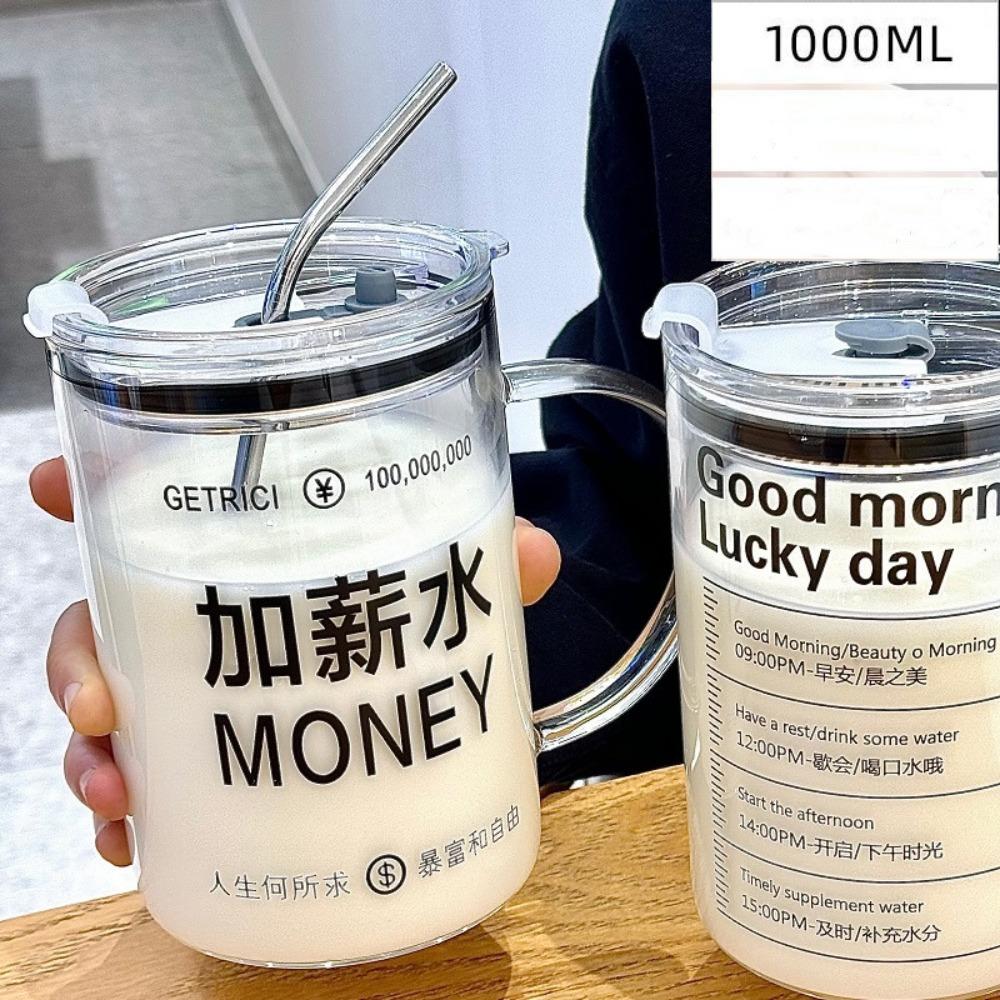 1000ML
GETRICI ¥ 100,000,000
加薪水
MONEY
人生何所求 $ 暴富和自由
Good morn
Lucky day
Good Morning/Beauty o Morning
09:00PM-早安/晨之美
Have a rest/drink some water
12:00PM-歇会/喝口水哦
Start the afternoon
14:00PM-开启/下午时光
Timely supplement water
15:00PM-及时/补充水分